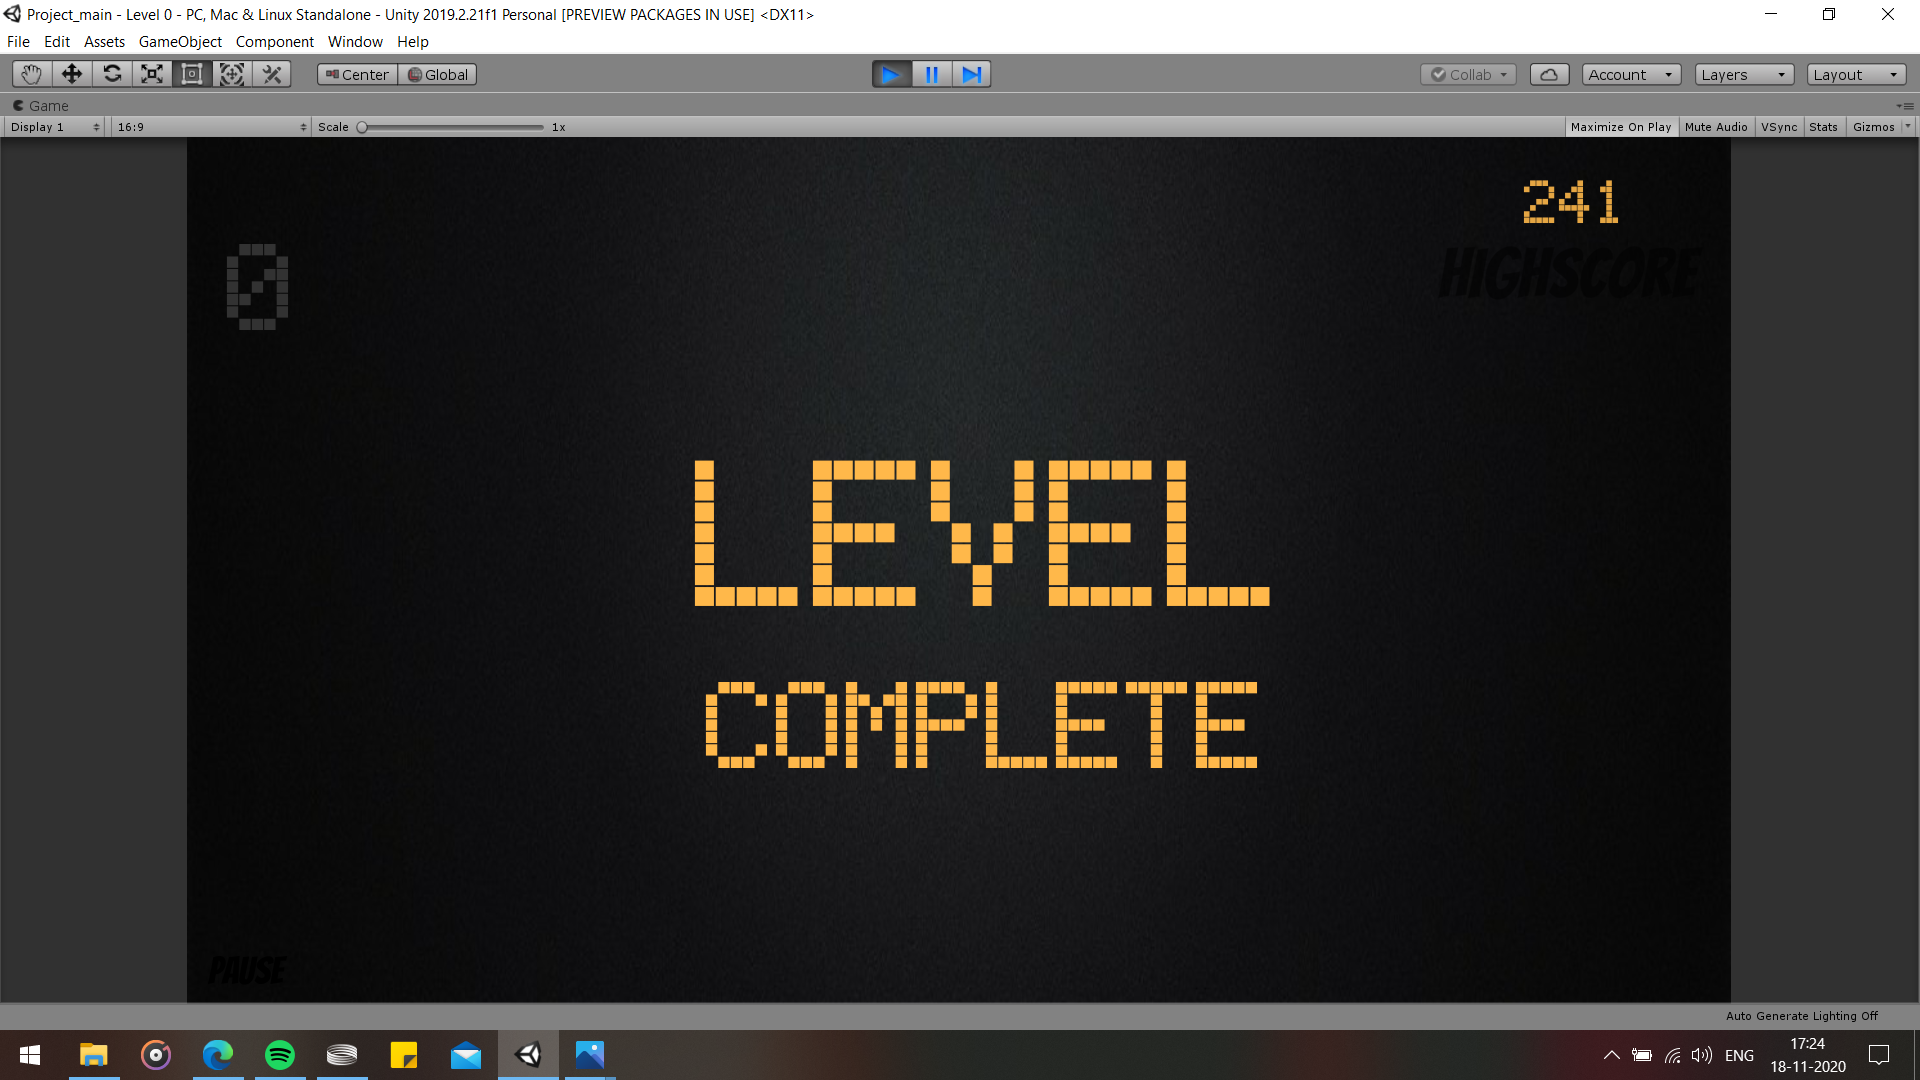 Project_main - Level 0 - PC, Mac & Linux Standalone - Unity 2019.2.21f1 Personal [PREVIEW PACKAGES IN USE] <DX11>
File Edit Assets GameObject Component Window Help
Center Global Collab Account Layers Layout
Game
Display 1 16:9 Scale 1x Maximize On Play Mute Audio VSync Stats Gizmos
241
0 HIGHSCORE
LEVEL
COMPLETE
PAUSE
Auto Generate Lighting Off
ENG 17:24
18-11-2020